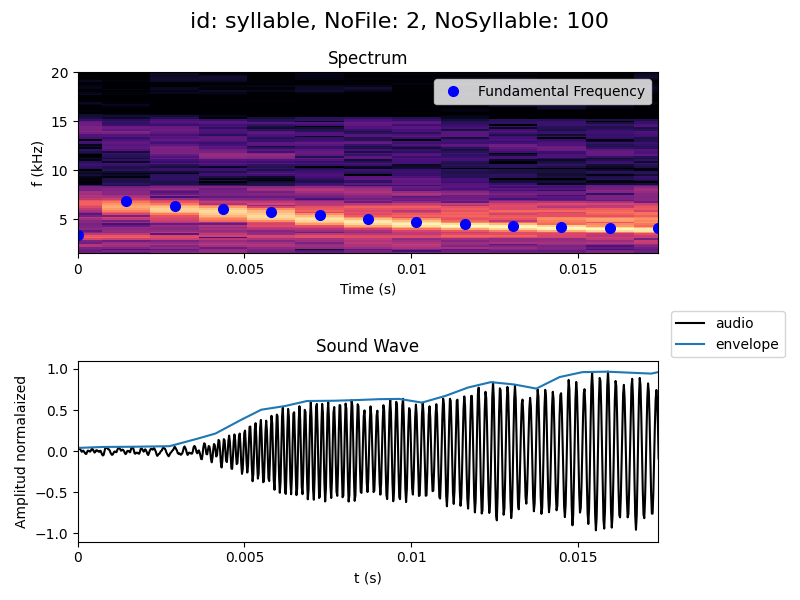 id: syllable, NoFile: 2, NoSyllable: 100
Spectrum
20
15
10
5
f (kHz)
Fundamental Frequency
0
0.005
0.01
0.015
Time (s)
audio
envelope
Sound Wave
1.0
0.5
0.0
−0.5
−1.0
Amplitud normalaized
0
0.005
0.01
0.015
t (s)